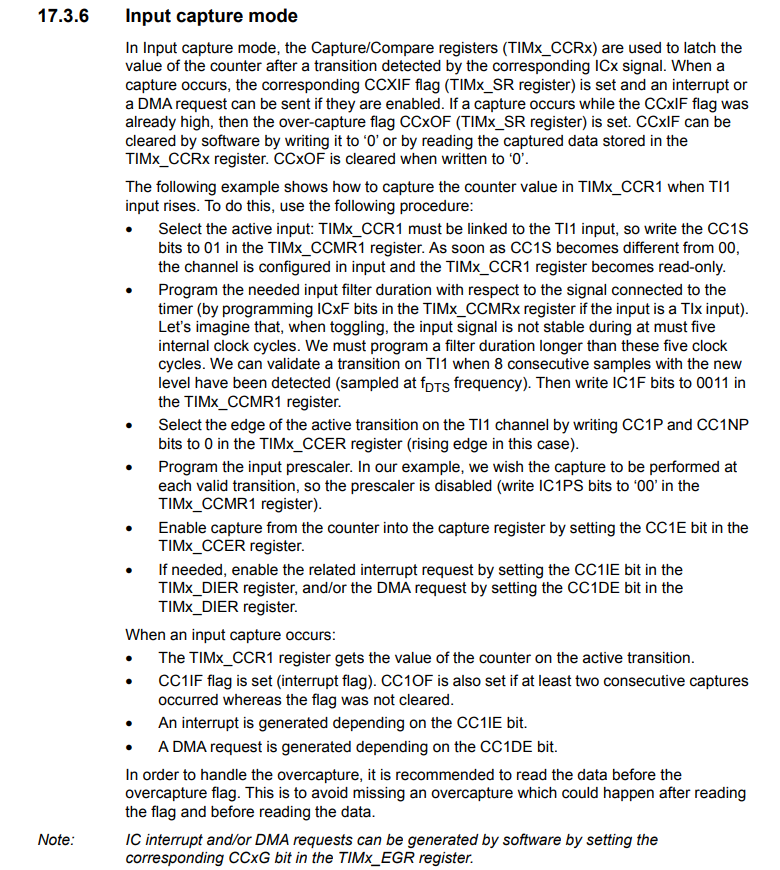 17.3.6 Input capture mode
In Input capture mode, the Capture/Compare registers (TIMx_CCRx) are used to latch the
value of the counter after a transition detected by the corresponding ICx signal. When a
capture occurs, the corresponding CCXIF flag (TIMx_SR register) is set and an interrupt or
a DMA request can be sent if they are enabled. If a capture occurs while the CCxIF flag was
already high, then the over-capture flag CCxOF (TIMx_SR register) is set. CCxIF can be
cleared by software by writing it to ‘0’ or by reading the captured data stored in the
TIMx_CCRx register. CCxOF is cleared when written to ‘0’.
The following example shows how to capture the counter value in TIMx_CCR1 when TI1
input rises. To do this, use the following procedure:
• Select the active input: TIMx_CCR1 must be linked to the TI1 input, so write the CC1S
bits to 01 in the TIMx_CCMR1 register. As soon as CC1S becomes different from 00,
the channel is configured in input and the TIMx_CCR1 register becomes read-only.
• Program the needed input filter duration with respect to the signal connected to the
timer (by programming ICxF bits in the TIMx_CCMRx register if the input is a TIx input).
Let’s imagine that, when toggling, the input signal is not stable during at must five
internal clock cycles. We must program a filter duration longer than these five clock
cycles. We can validate a transition on TI1 when 8 consecutive samples with the new
level have been detected (sampled at fDTS frequency). Then write IC1F bits to 0011 in
the TIMx_CCMR1 register.
• Select the edge of the active transition on the TI1 channel by writing CC1P and CC1NP
bits to 0 in the TIMx_CCER register (rising edge in this case).
• Program the input prescaler. In our example, we wish the capture to be performed at
each valid transition, so the prescaler is disabled (write IC1PS bits to ‘00’ in the
TIMx_CCMR1 register).
• Enable capture from the counter into the capture register by setting the CC1E bit in the
TIMx_CCER register.
• If needed, enable the related interrupt request by setting the CC1IE bit in the
TIMx_DIER register, and/or the DMA request by setting the CC1DE bit in the
TIMx_DIER register.
When an input capture occurs:
• The TIMx_CCR1 register gets the value of the counter on the active transition.
• CC1IF flag is set (interrupt flag). CC1OF is also set if at least two consecutive captures
occurred whereas the flag was not cleared.
• An interrupt is generated depending on the CC1IE bit.
• A DMA request is generated depending on the CC1DE bit.
In order to handle the overcapture, it is recommended to read the data before the
overcapture flag. This is to avoid missing an overcapture which could happen after reading
the flag and before reading the data.
Note: IC interrupt and/or DMA requests can be generated by software by setting the
corresponding CCxG bit in the TIMx_EGR register.